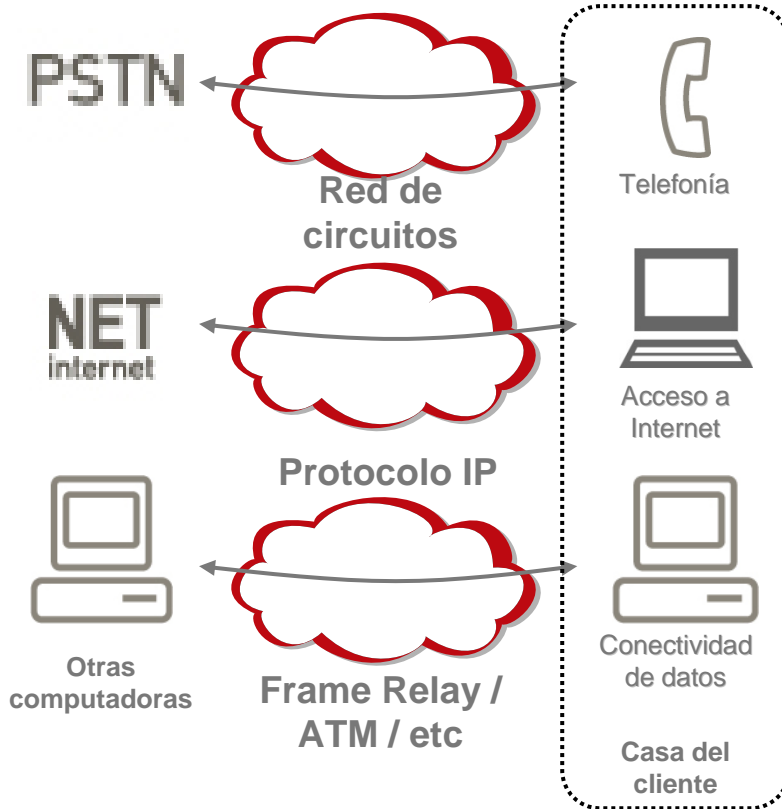 PSTN
Red de
circuitos
Telefonía
NET
internet
Protocolo IP
Acceso a
Internet
Otras
computadoras
Frame Relay /
ATM / etc
Conectividad
de datos
Casa del
cliente